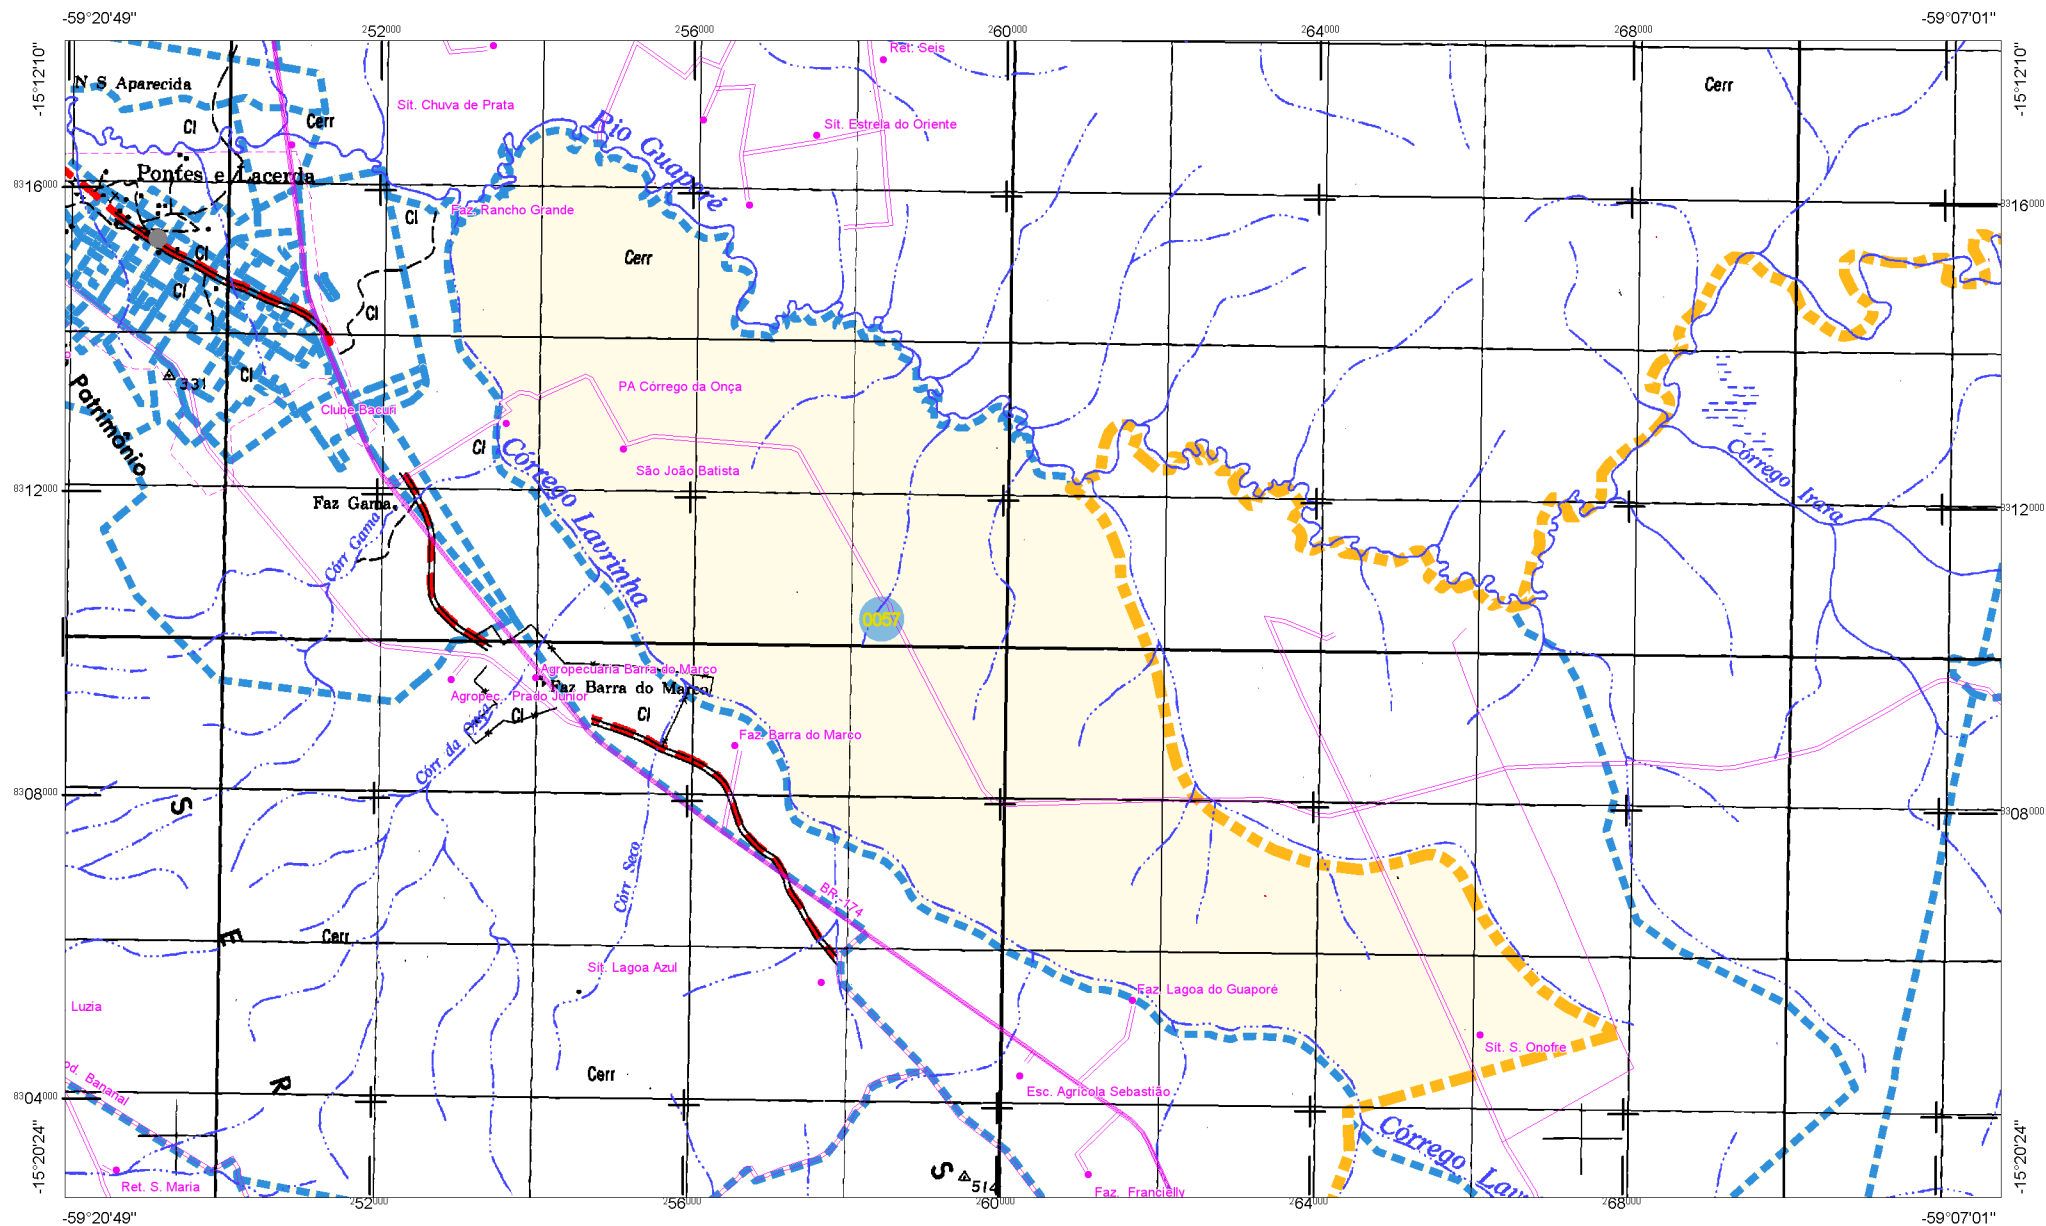 -59°20'49"
-59°07'01"
252000
256000
260000
264000
268000
-15°12'10"
-15°12'10"
Ret. Seis
N S Aparecida
Cerr
Sít. Chuva de Prata
Cl
Cerr
Rio Guaporé
Sít. Estrela do Oriente
Pontes e Lacerda
8316000
8316000
Faz. Rancho Grande
Cl
Cl
Cerr
Cl
Cl
Cl
331
PA Córrego da Onça
Clube Bacuri
Patrimônio
Cl
São João Batista
Córrego Lavrinha
Córrego Irara
8312000
8312000
Faz Gama
Córr Gama
0057
Agropecuária Barra do Março
Faz Barra do Marco
Agropec. Prado Júnior
Cl
Cl
Córr da Onça
Faz. Barra do Marco
8308000
8308000
S
Córr Seco
BR-174
E
Cerr
Sít. Lagoa Azul
Faz. Lagoa do Guaporé
Luzia
Sít. S. Onofre
od. Bananal
R
Cerr
Esc. Agrícola Sebastião
8304000
8304000
Córrego Lav
-15°20'24"
-15°20'24"
S
514
Ret. S. Maria
Faz. Francielly
252000
256000
260000
264000
268000
-59°20'49"
-59°07'01"